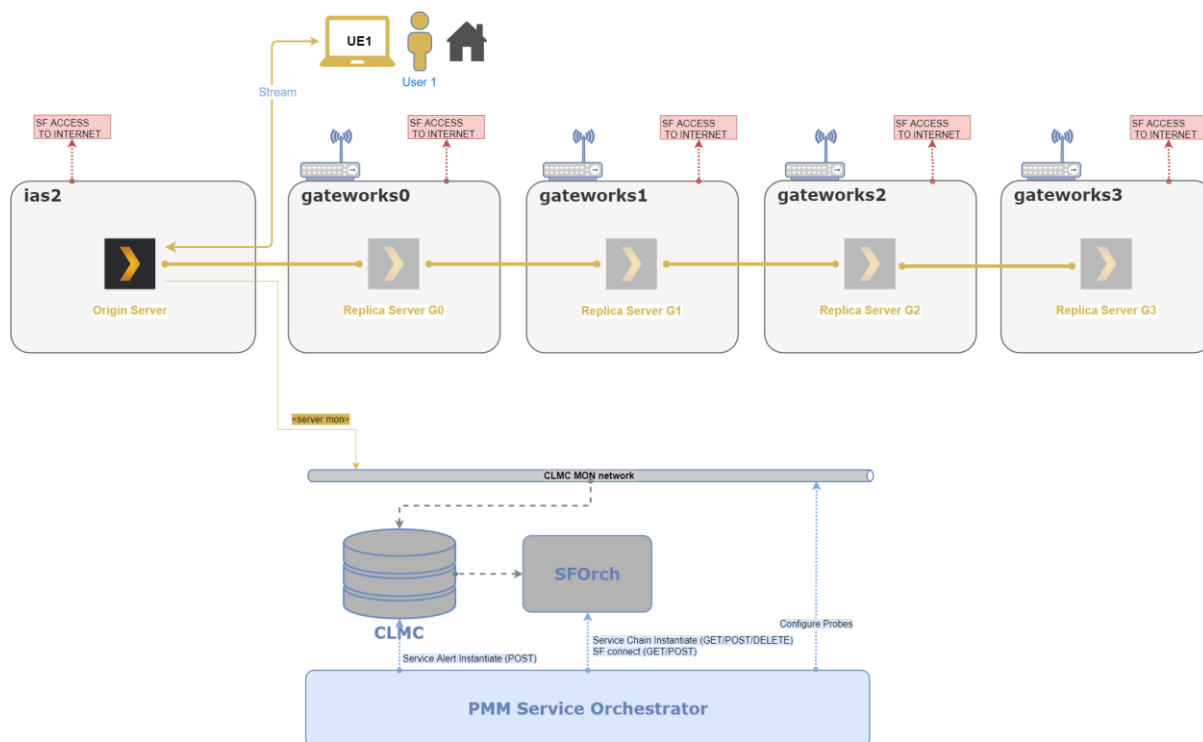 UE1
User 1
Stream
SF ACCESS
TO INTERNET
SF ACCESS
TO INTERNET
SF ACCESS
TO INTERNET
SF ACCESS
TO INTERNET
SF ACCESS
TO INTERNET
ias2
gateworks0
gateworks1
gateworks2
gateworks3
Origin Server
Replica Server G0
Replica Server G1
Replica Server G2
Replica Server G3
<server mon>
CLMC MON network
SFOrch
CLMC
Configure Probes
Service Chain Instantiate (GET/POST/DELETE)
SF connect (GET/POST)
Service Alert Instantiate (POST)
PMM Service Orchestrator